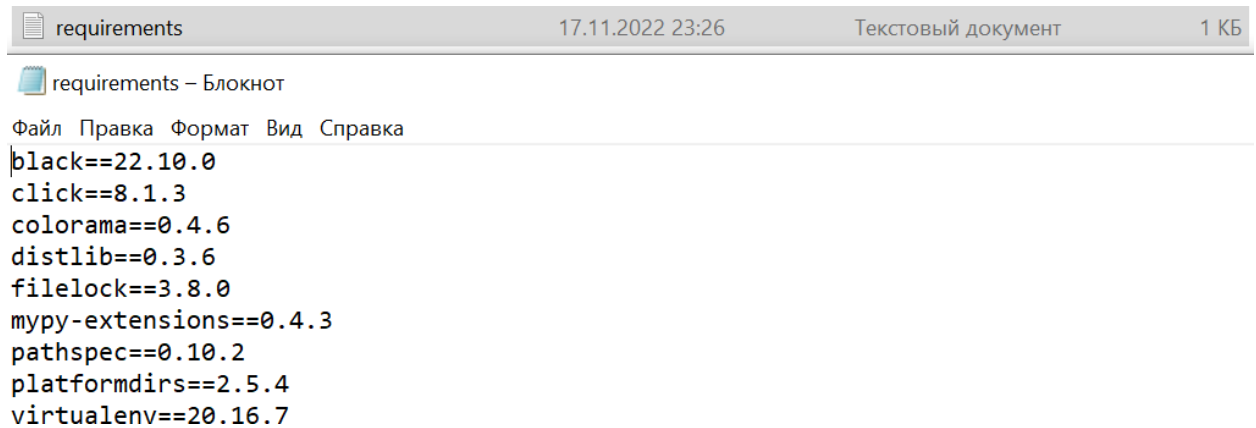 requirements 17.11.2022 23:26 Текстовый документ 1 КБ
requirements – Блокнот
Файл Правка Формат Вид Справка
black==22.10.0
click==8.1.3
colorama==0.4.6
distlib==0.3.6
filelock==3.8.0
mypy-extensions==0.4.3
pathspec==0.10.2
platformdirs==2.5.4
virtualenv==20.16.7